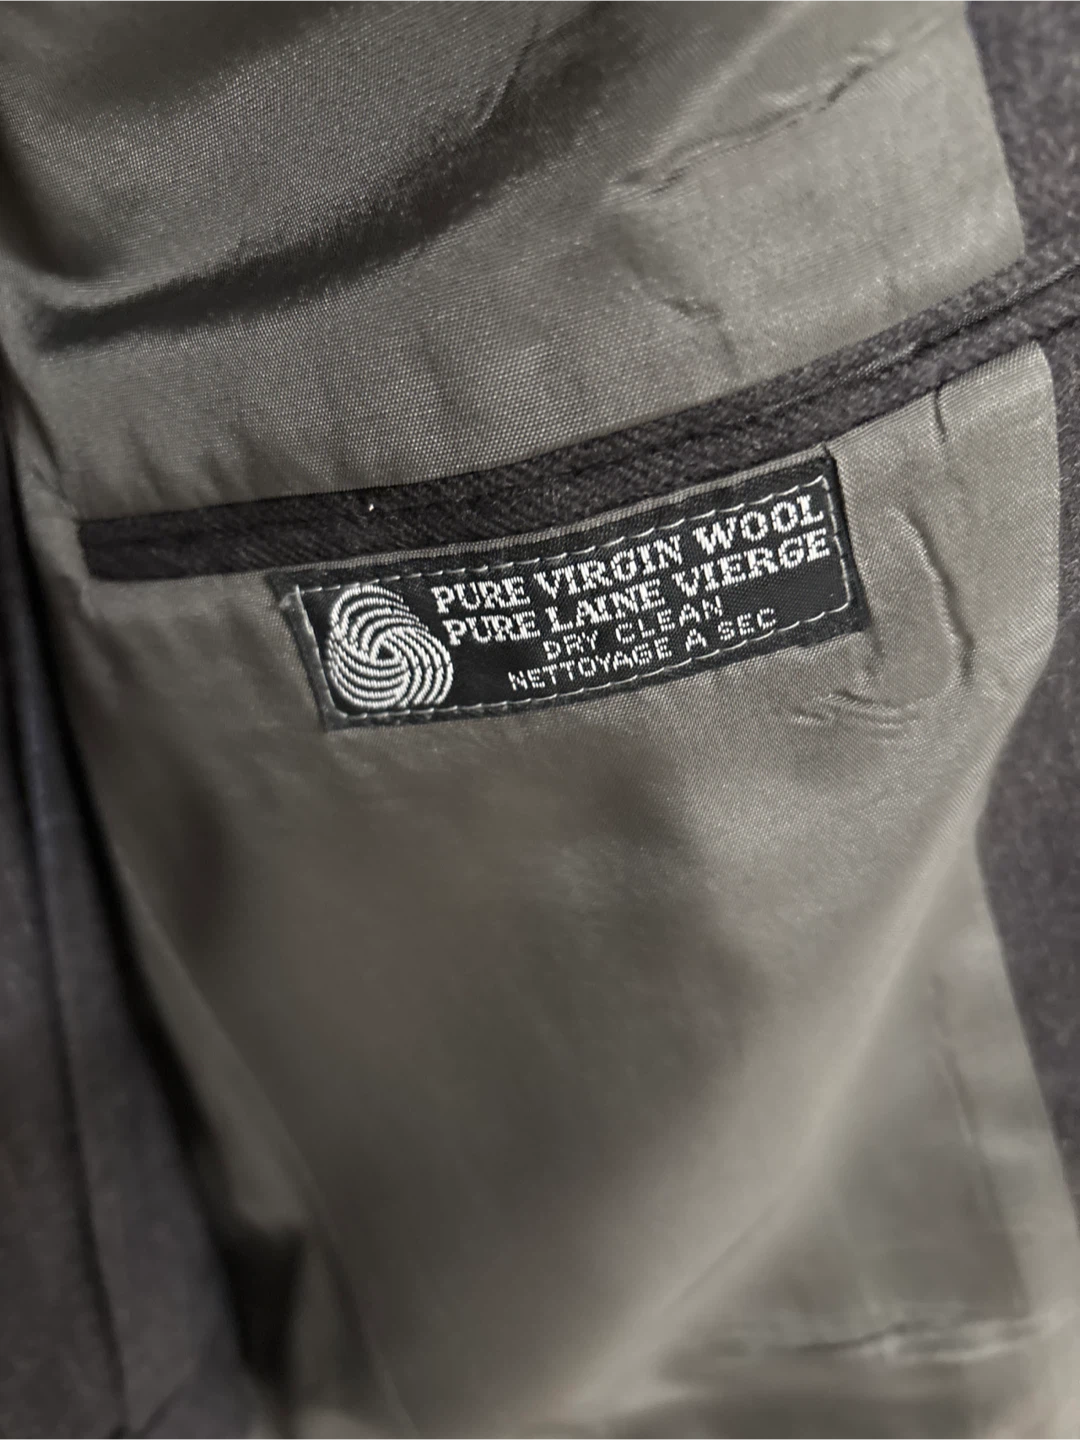 PURE VIRGIN WOOL
PURE LAINE VIERGE
DRY CLEAN
NETTOYAGE A SEC